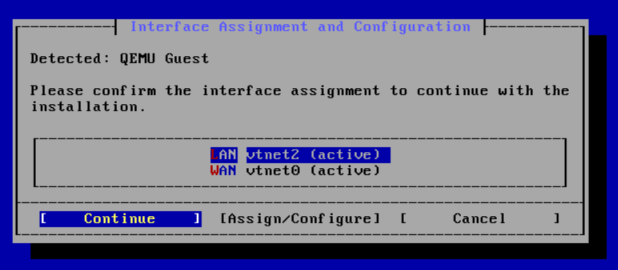 Interface Assignment and Configuration
Detected: QEMU Guest
Please confirm the interface assignment to continue with the
installation.
LAN vtnet2 (active)
WAN vtnet0 (active)
[ Continue ] [Assign/Configure] [ Cancel ]